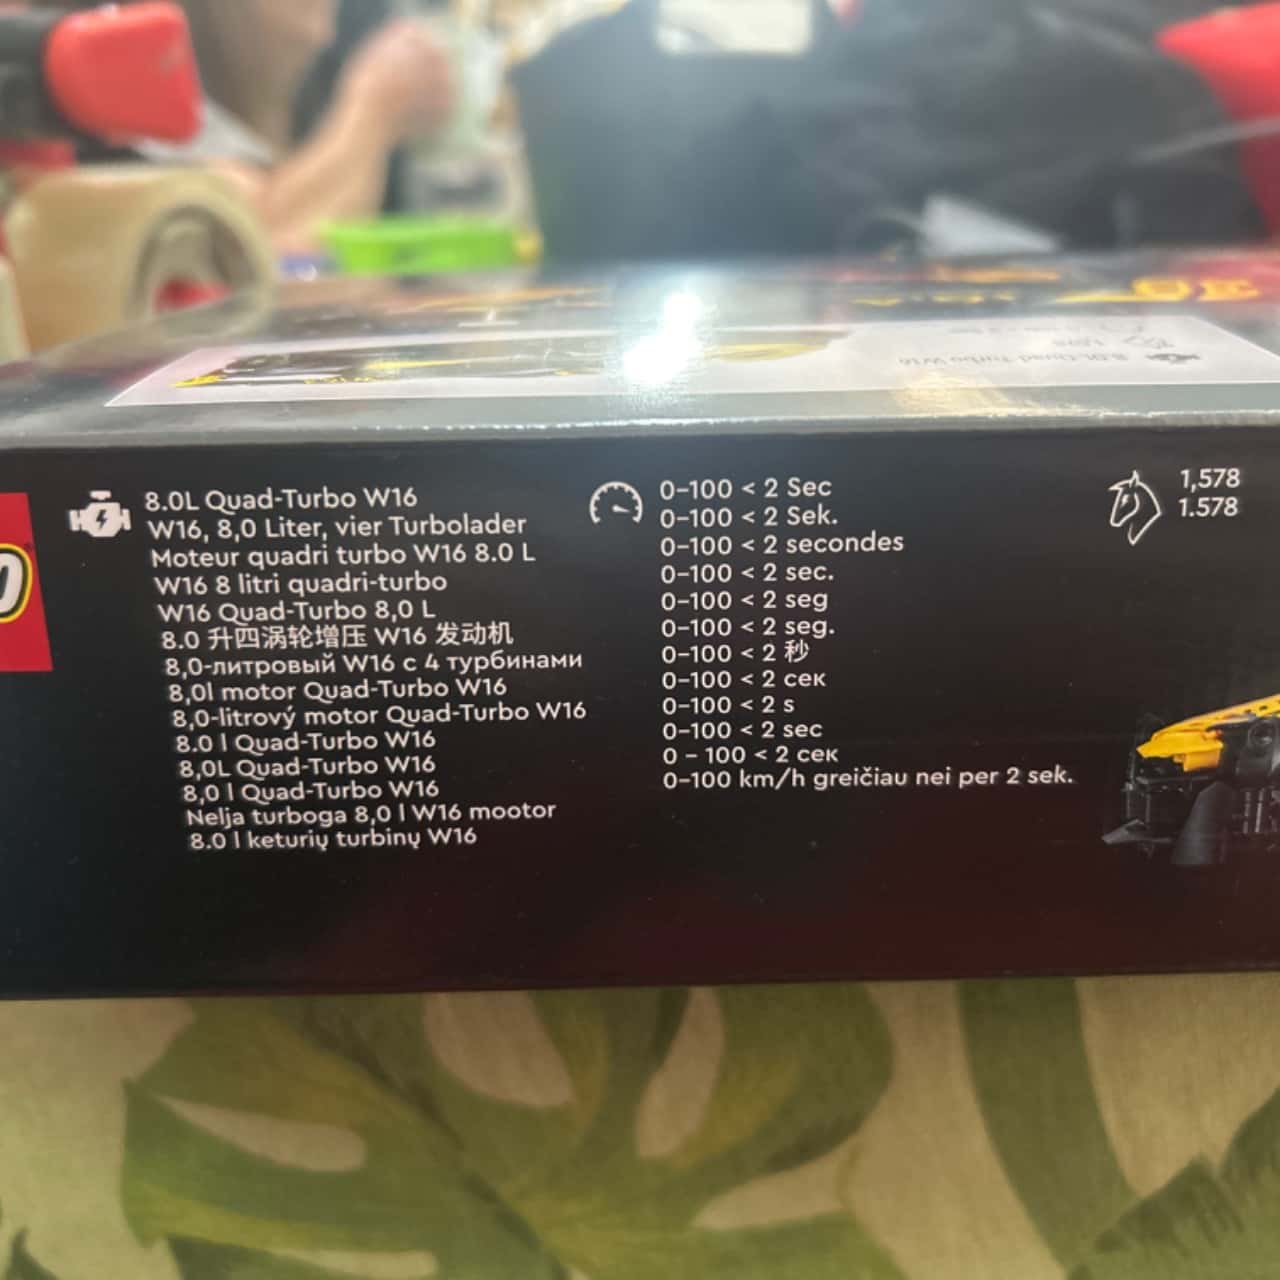 8.0L Quad-Turbo W16
W16, 8,0 Liter, vier Turbolader
Moteur quadri turbo W16 8.0 L
W16 8 litri quadri-turbo
W16 Quad-Turbo 8,0 L
8.0 升四涡轮增压 W16 发动机
8,0-литровый W16 с 4 турбинами
8,0l motor Quad-Turbo W16
8,0-litrový motor Quad-Turbo W16
8.0 l Quad-Turbo W16
8,0L Quad-Turbo W16
8,0 l Quad-Turbo W16
Nelja turboga 8,0 l W16 mootor
8.0 l keturių turbinų W16
0-100 < 2 Sec
0-100 < 2 Sek.
0-100 < 2 secondes
0-100 < 2 sec.
0-100 < 2 seg
0-100 < 2 seg.
0-100 < 2 秒
0-100 < 2 сек
0-100 < 2 s
0-100 < 2 sec
0 - 100 < 2 сек
0-100 km/h greičiau nei per 2 sek.
1,578
1.578
8.0L Quad-Turbo W16